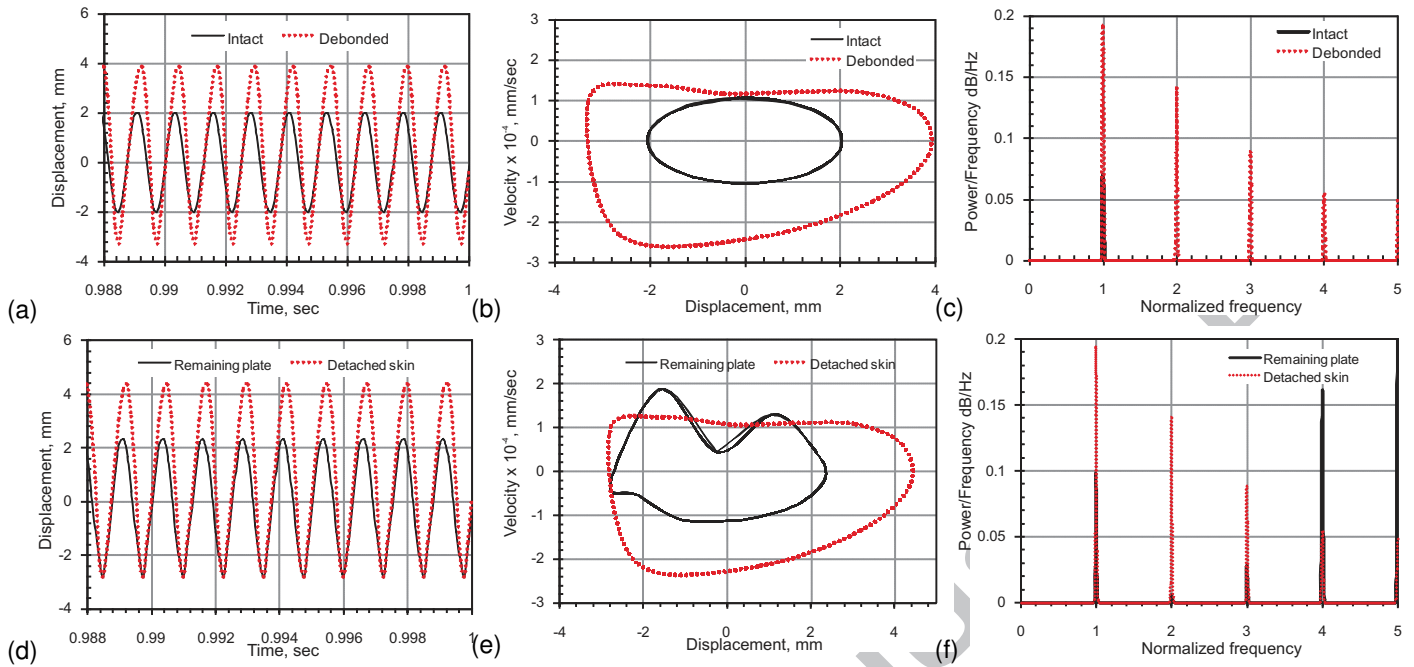 6
4
2
0
-2
-4
Displacement, mm
Intact
Debonded
0.988
0.99
0.992
0.994
0.996
0.998
1
Time, sec
(a)
3
2
1
0
-1
-2
-3
Velocity x 10⁻⁴, mm/sec
Intact
Debonded
-4
-2
0
2
4
Displacement, mm
(b)
0.2
0.15
0.1
0.05
0
Power/Frequency dB/Hz
Intact
Debonded
0
1
2
3
4
5
Normalized frequency
(c)
6
4
2
0
-2
-4
Displacement, mm
Remaining plate
Detached skin
0.988
0.99
0.992
0.994
0.996
0.998
1
Time, sec
(d)
3
2
1
0
-1
-2
-3
Velocity x 10⁻⁴, mm/sec
Remaining plate
Detached skin
-4
-2
0
2
4
Displacement, mm
(e)
0.2
0.15
0.1
0.05
0
Power/Frequency dB/Hz
Remaining plate
Detached skin
0
1
2
3
4
5
Normalized frequency
(f)